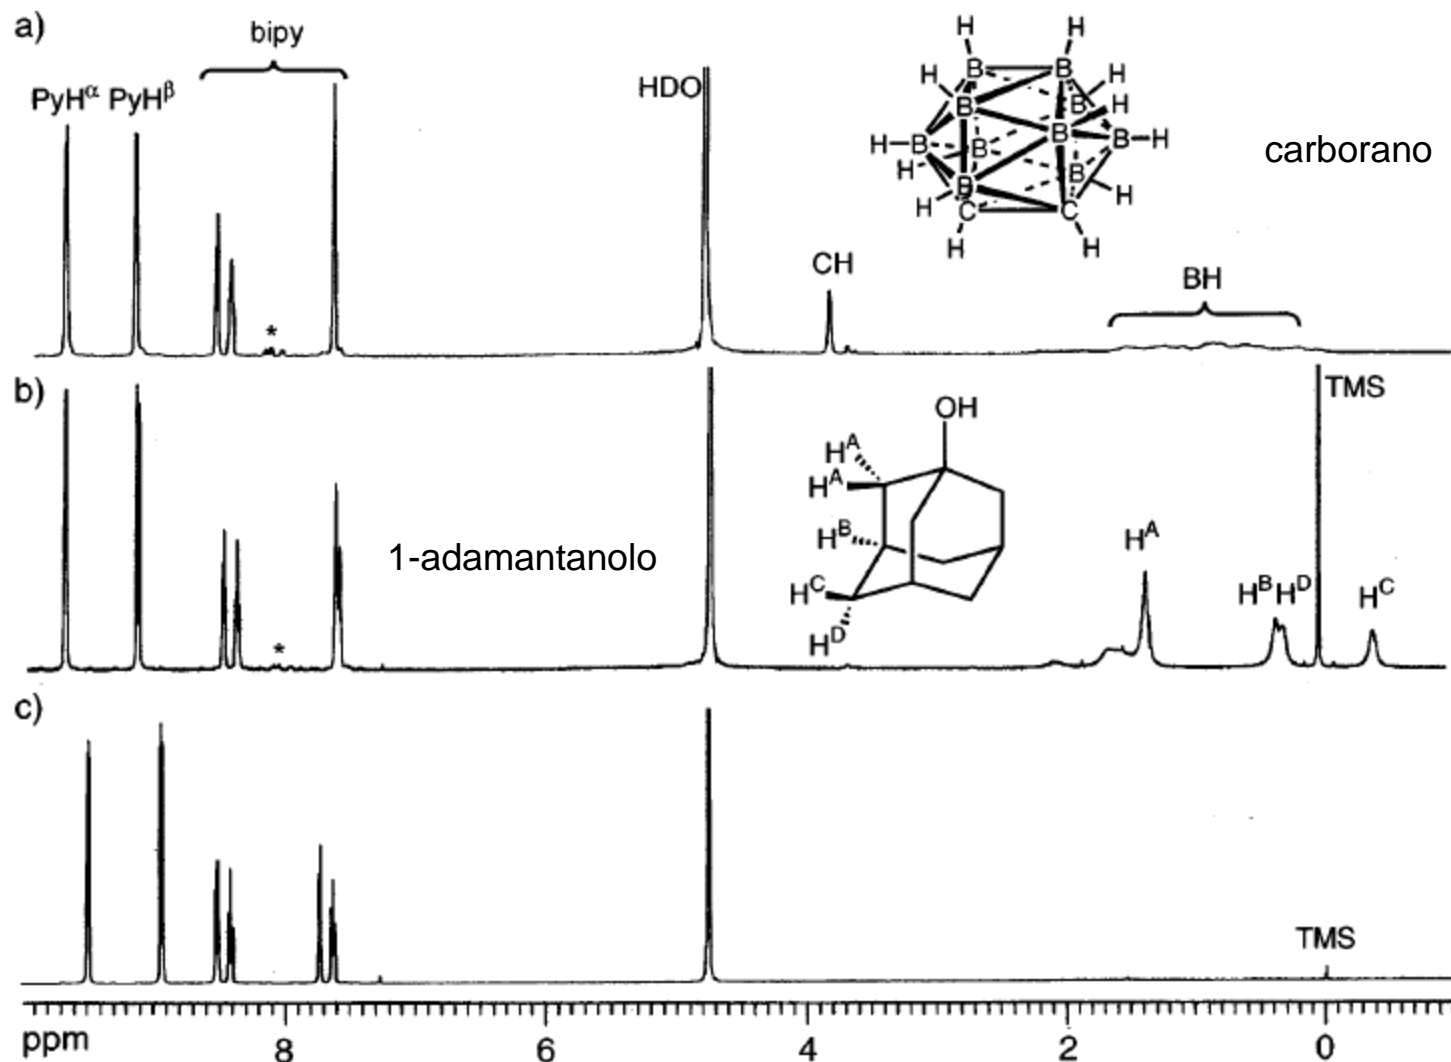 a)
bipy
PyHα PyHβ
HDO
*
CH
BH
H H
B B
H H
B B H
H B B B B H
H B B H
H B
C C
H H
carborano
b)
TMS
OH
HA
HA
HB
HC
HD
1-adamantanolo
*
HA
HB HD
HC
c)
TMS
ppm 8 6 4 2 0